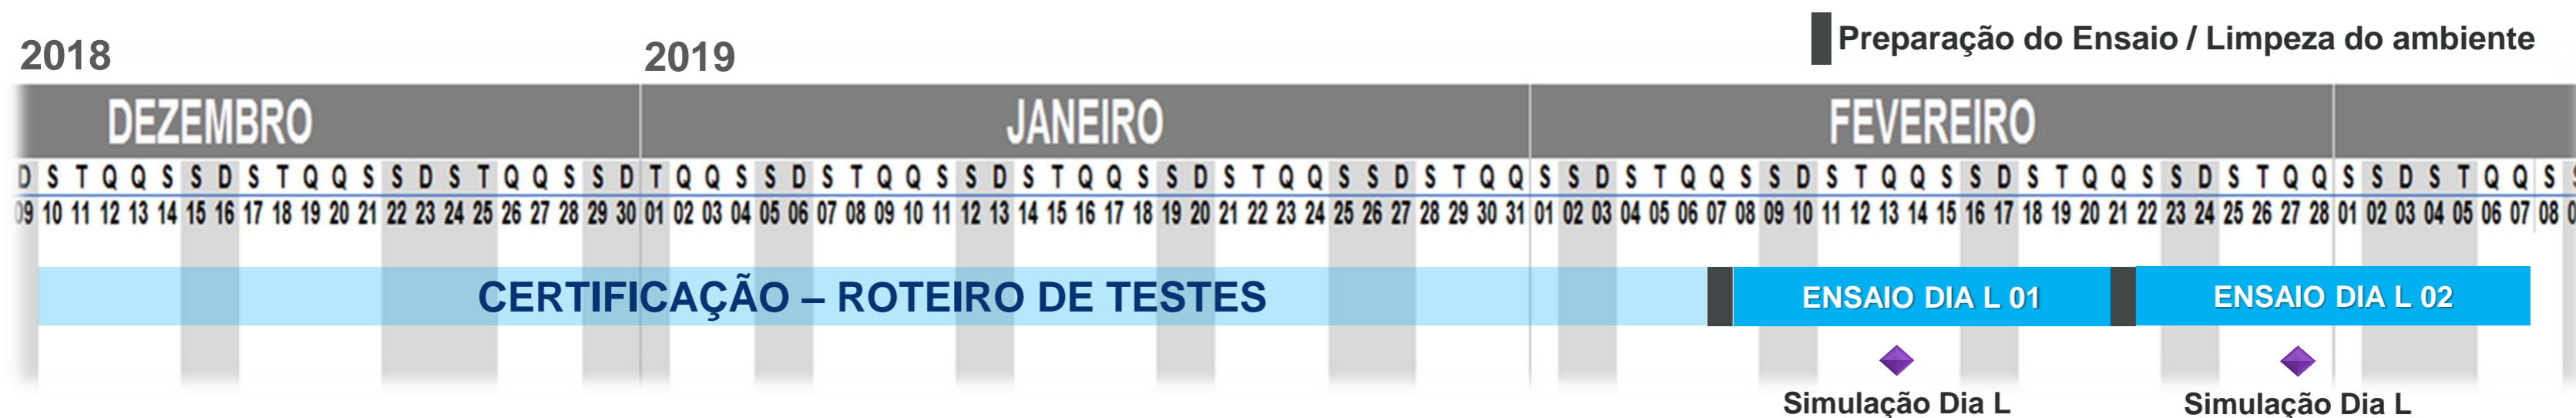 2018
2019
Preparação do Ensaio / Limpeza do ambiente
DEZEMBRO JANEIRO FEVEREIRO
D S T Q Q S S D S T Q Q S S D S T Q Q S S D T Q Q S S D S T Q Q S S D S T Q Q S S D S T Q Q S S D S T Q Q S S D S T Q Q S S D S T Q Q S S D S T Q Q S S D S T Q Q S S D S T Q Q S
09 10 11 12 13 14 15 16 17 18 19 20 21 22 23 24 25 26 27 28 29 30 01 02 03 04 05 06 07 08 09 10 11 12 13 14 15 16 17 18 19 20 21 22 23 24 25 26 27 28 29 30 31 01 02 03 04 05 06 07 08 09 10 11 12 13 14 15 16 17 18 19 20 21 22 23 24 25 26 27 28 01 02 03 04 05 06 07 08
CERTIFICAÇÃO – ROTEIRO DE TESTES
ENSAIO DIA L 01
ENSAIO DIA L 02
Simulação Dia L
Simulação Dia L